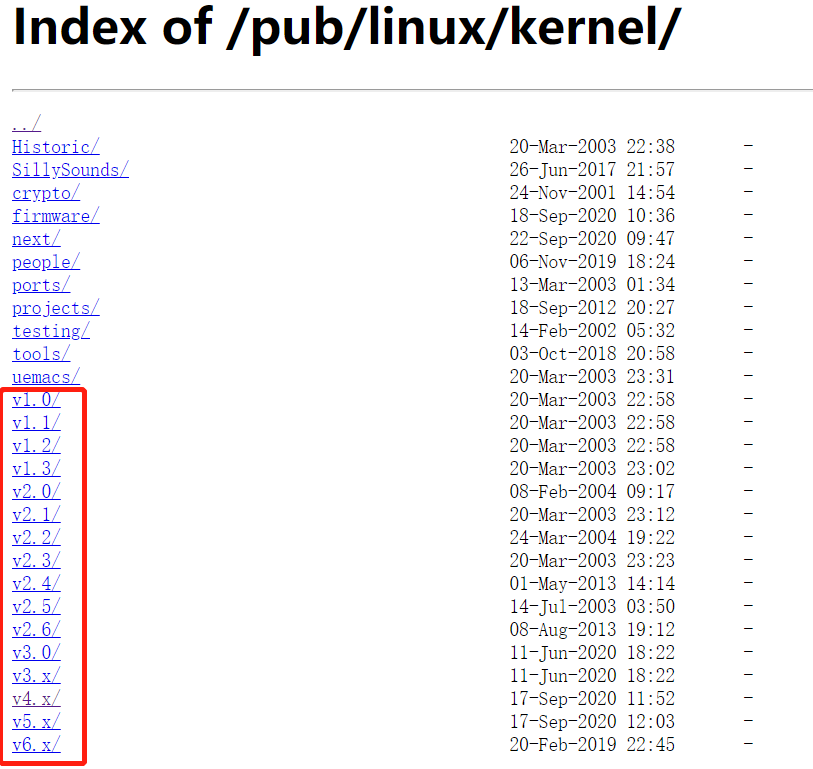 Index of /pub/linux/kernel/
../
Historic/ 20-Mar-2003 22:38 -
SillySounds/ 26-Jun-2017 21:57 -
crypto/ 24-Nov-2001 14:54 -
firmware/ 18-Sep-2020 10:36 -
next/ 22-Sep-2020 09:47 -
people/ 06-Nov-2019 18:24 -
ports/ 13-Mar-2003 01:34 -
projects/ 18-Sep-2012 20:27 -
testing/ 14-Feb-2002 05:32 -
tools/ 03-Oct-2018 20:58 -
uemacs/ 20-Mar-2003 23:31 -
v1.0/ 20-Mar-2003 22:58 -
v1.1/ 20-Mar-2003 22:58 -
v1.2/ 20-Mar-2003 22:58 -
v1.3/ 20-Mar-2003 23:02 -
v2.0/ 08-Feb-2004 09:17 -
v2.1/ 20-Mar-2003 23:12 -
v2.2/ 24-Mar-2004 19:22 -
v2.3/ 20-Mar-2003 23:23 -
v2.4/ 01-May-2013 14:14 -
v2.5/ 14-Jul-2003 03:50 -
v2.6/ 08-Aug-2013 19:12 -
v3.0/ 11-Jun-2020 18:22 -
v3.x/ 11-Jun-2020 18:22 -
v4.x/ 17-Sep-2020 11:52 -
v5.x/ 17-Sep-2020 12:03 -
v6.x/ 20-Feb-2019 22:45 -